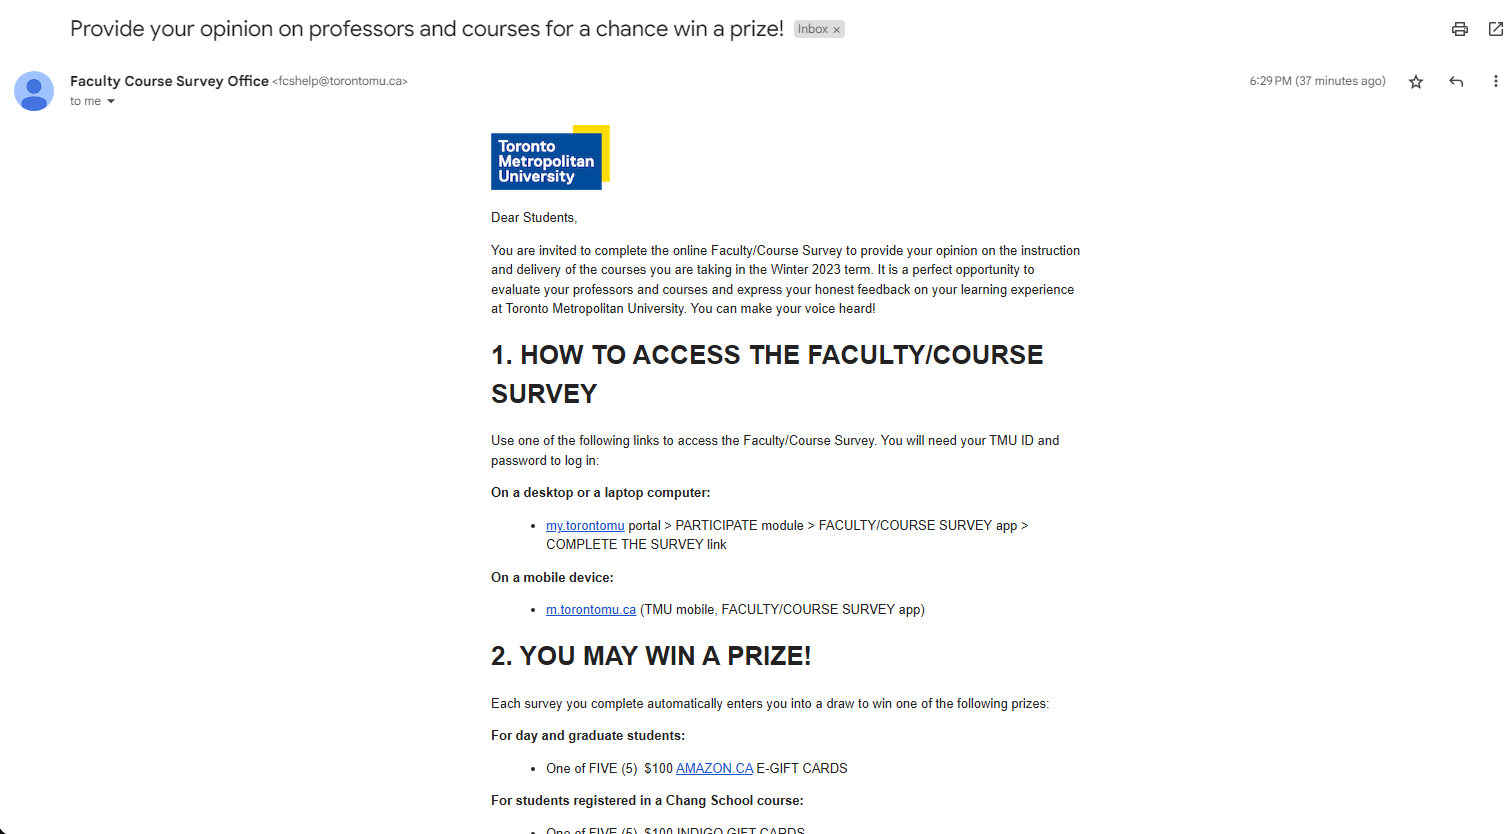 Provide your opinion on professors and courses for a chance win a prize! Inbox ×
Faculty Course Survey Office <fcshelp@torontomu.ca>
6:29 PM (37 minutes ago)
to me
Toronto
Metropolitan
University
Dear Students,
You are invited to complete the online Faculty/Course Survey to provide your opinion on the instruction
and delivery of the courses you are taking in the Winter 2023 term. It is a perfect opportunity to
evaluate your professors and courses and express your honest feedback on your learning experience
at Toronto Metropolitan University. You can make your voice heard!
1. HOW TO ACCESS THE FACULTY/COURSE
SURVEY
Use one of the following links to access the Faculty/Course Survey. You will need your TMU ID and
password to log in:
On a desktop or a laptop computer:
• my.torontomu portal > PARTICIPATE module > FACULTY/COURSE SURVEY app >
COMPLETE THE SURVEY link
On a mobile device:
• m.torontomu.ca (TMU mobile, FACULTY/COURSE SURVEY app)
2. YOU MAY WIN A PRIZE!
Each survey you complete automatically enters you into a draw to win one of the following prizes:
For day and graduate students:
• One of FIVE (5) $100 AMAZON.CA E-GIFT CARDS
For students registered in a Chang School course:
• One of FIVE (5) $100 INDIGO GIFT CARDS